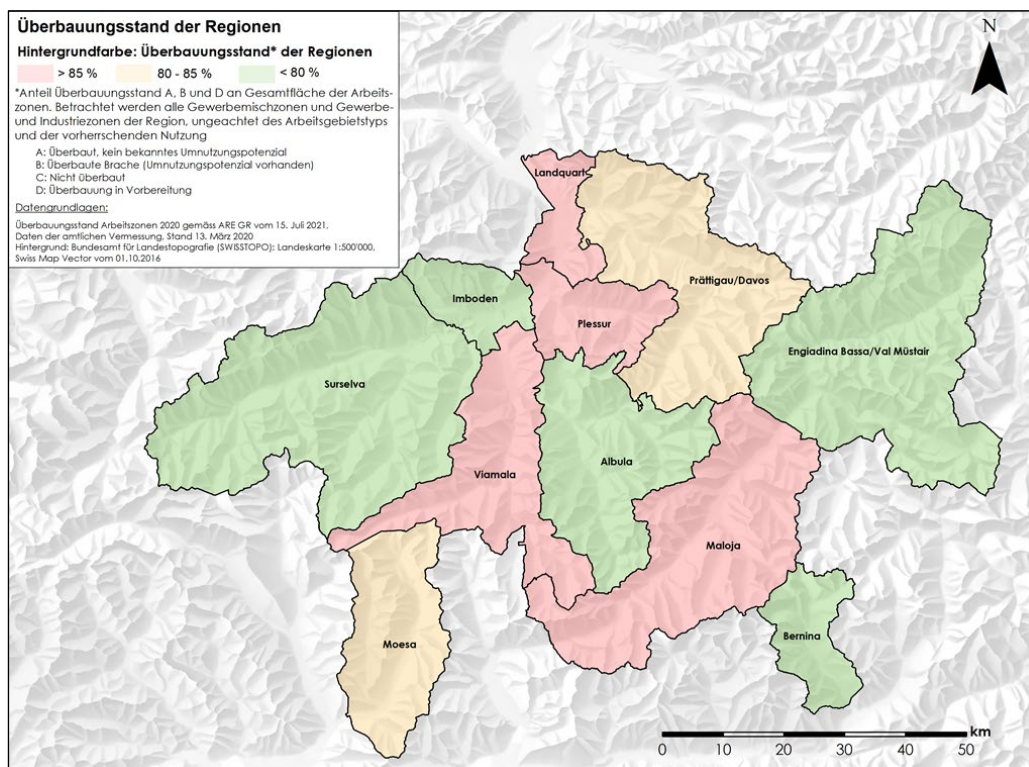 Überbauungsstand der Regionen
Hintergrundfarbe: Überbauungsstand* der Regionen
> 85 % 80 - 85 % < 80 %
*Anteil Überbauungsstand A, B und D an Gesamtfläche der Arbeits-
zonen. Betrachtet werden alle Gewerbemischzonen und Gewerbe-
und Industriezonen der Region, ungeachtet des Arbeitsgebietstyps
und der vorherrschenden Nutzung
A: Überbaut, kein bekanntes Umnutzungspotenzial
B: Überbaute Brache (Umnutzungspotenzial vorhanden)
C: Nicht überbaut
D: Überbauung in Vorbereitung
Datengrundlagen:
Überbauungsstand Arbeitszonen 2020 gemäss ARE GR vom 15. Juli 2021.
Daten der amtlichen Vermessung, Stand 13. März 2020
Hintergrund: Bundesamt für Landestopografie (SWISSTOPO): Landeskarte 1:500'000,
Swiss Map Vector vom 01.10.2016
N
Landquart
Prättigau/Davos
Imboden
Plessur
Engiadina Bassa/Val Müstair
Surselva
Albula
Viamala
Maloja
Bernina
Moesa
km
0 10 20 30 40 50